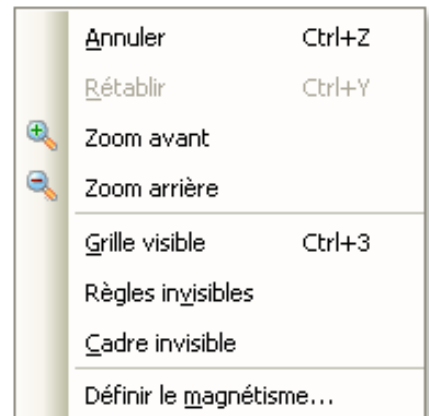 Annuler Ctrl+Z
Rétablir Ctrl+Y
Zoom avant
Zoom arrière
Grille visible Ctrl+3
Règles invisibles
Cadre invisible
Définir le magnétisme...